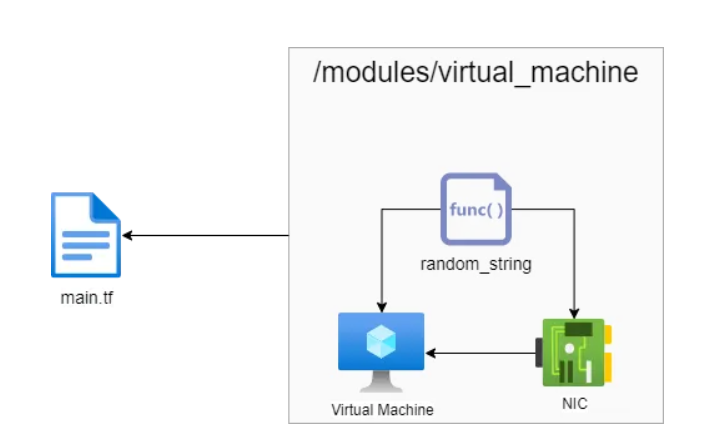 /modules/virtual_machine
func( )
random_string
main.tf
Virtual Machine
NIC